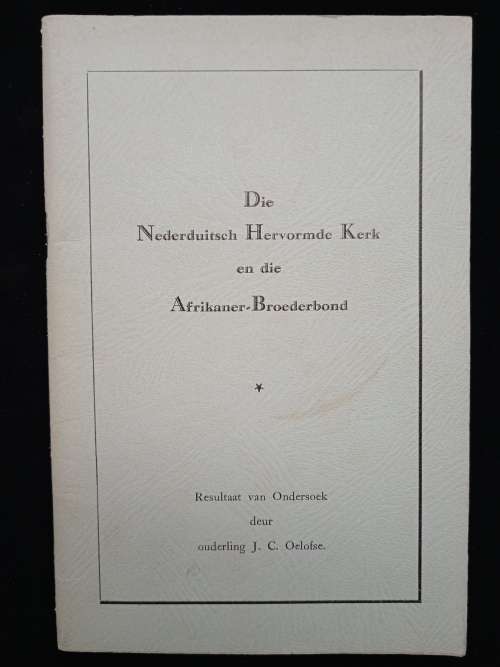 Die
Nederduitsch Hervormde Kerk
en die
Afrikaner-Broederbond
*
Resultaat van Ondersoek
deur
ouderling J. C. Oelofse.